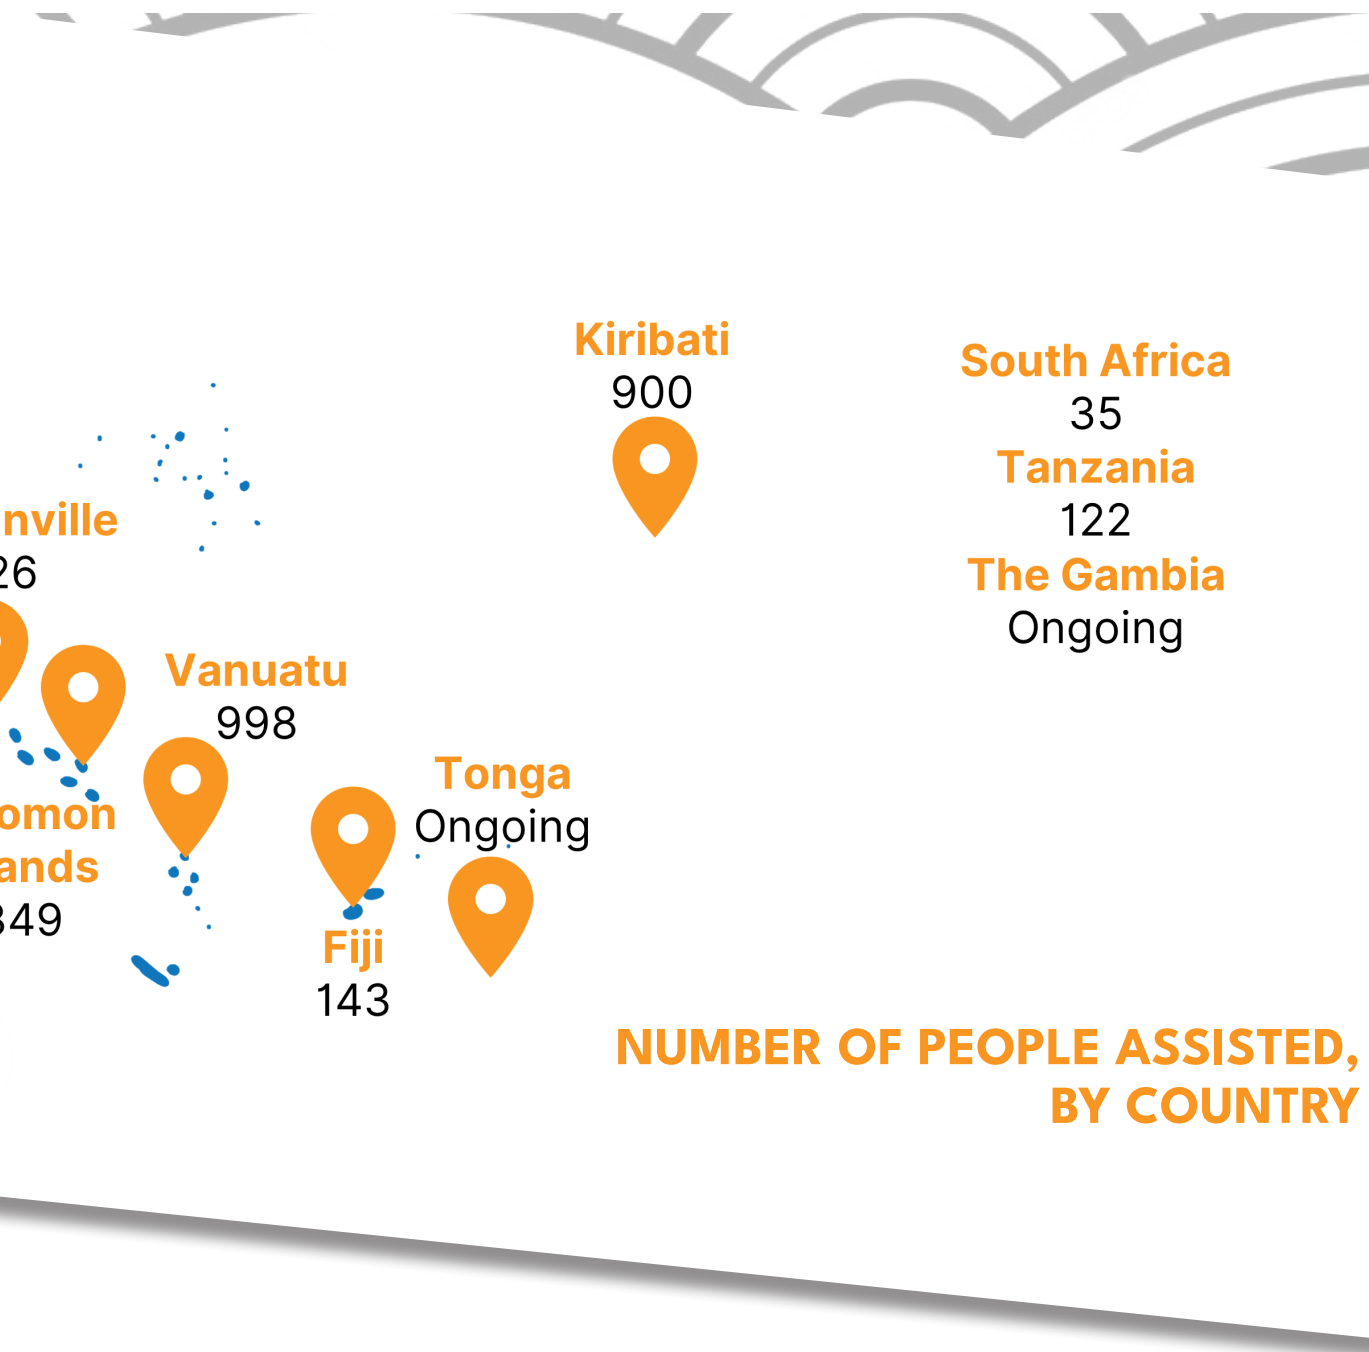 Kiribati
900
South Africa
35
Tanzania
122
The Gambia
Ongoing
nville
26
Vanuatu
998
Tonga
Ongoing
omon
ands
349
Fiji
143
NUMBER OF PEOPLE ASSISTED,
BY COUNTRY